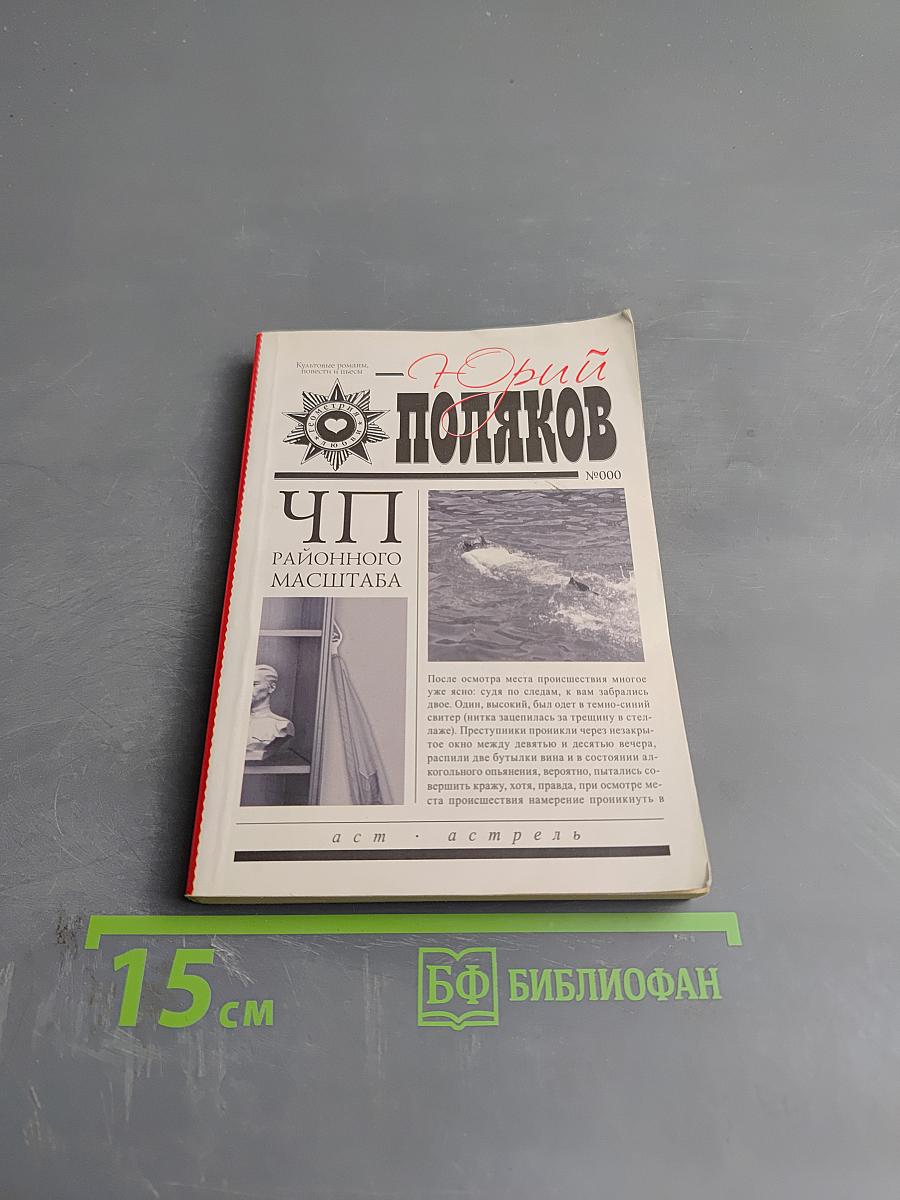 Культовые романы,
повести и пьесы
Юрий
ПОЛЯКОВ
геометрия
любви
№000
ЧП
РАЙОННОГО
МАСШТАБА
После осмотра места происшествия многое
уже ясно: судя по следам, к вам забрались
двое. Один, высокий, был одет в темно-синий
свитер (нитка зацепилась за трещину в стел-
лаже). Преступники проникли через незакры-
тое окно между девятью и десятью вечера,
распили две бутылки вина и в состоянии ал-
когольного опьянения, вероятно, пытались со-
вершить кражу, хотя, правда, при осмотре ме-
ста происшествия намерение проникнуть в
аст · астрель
15 см
БФ БИБЛИОФАН